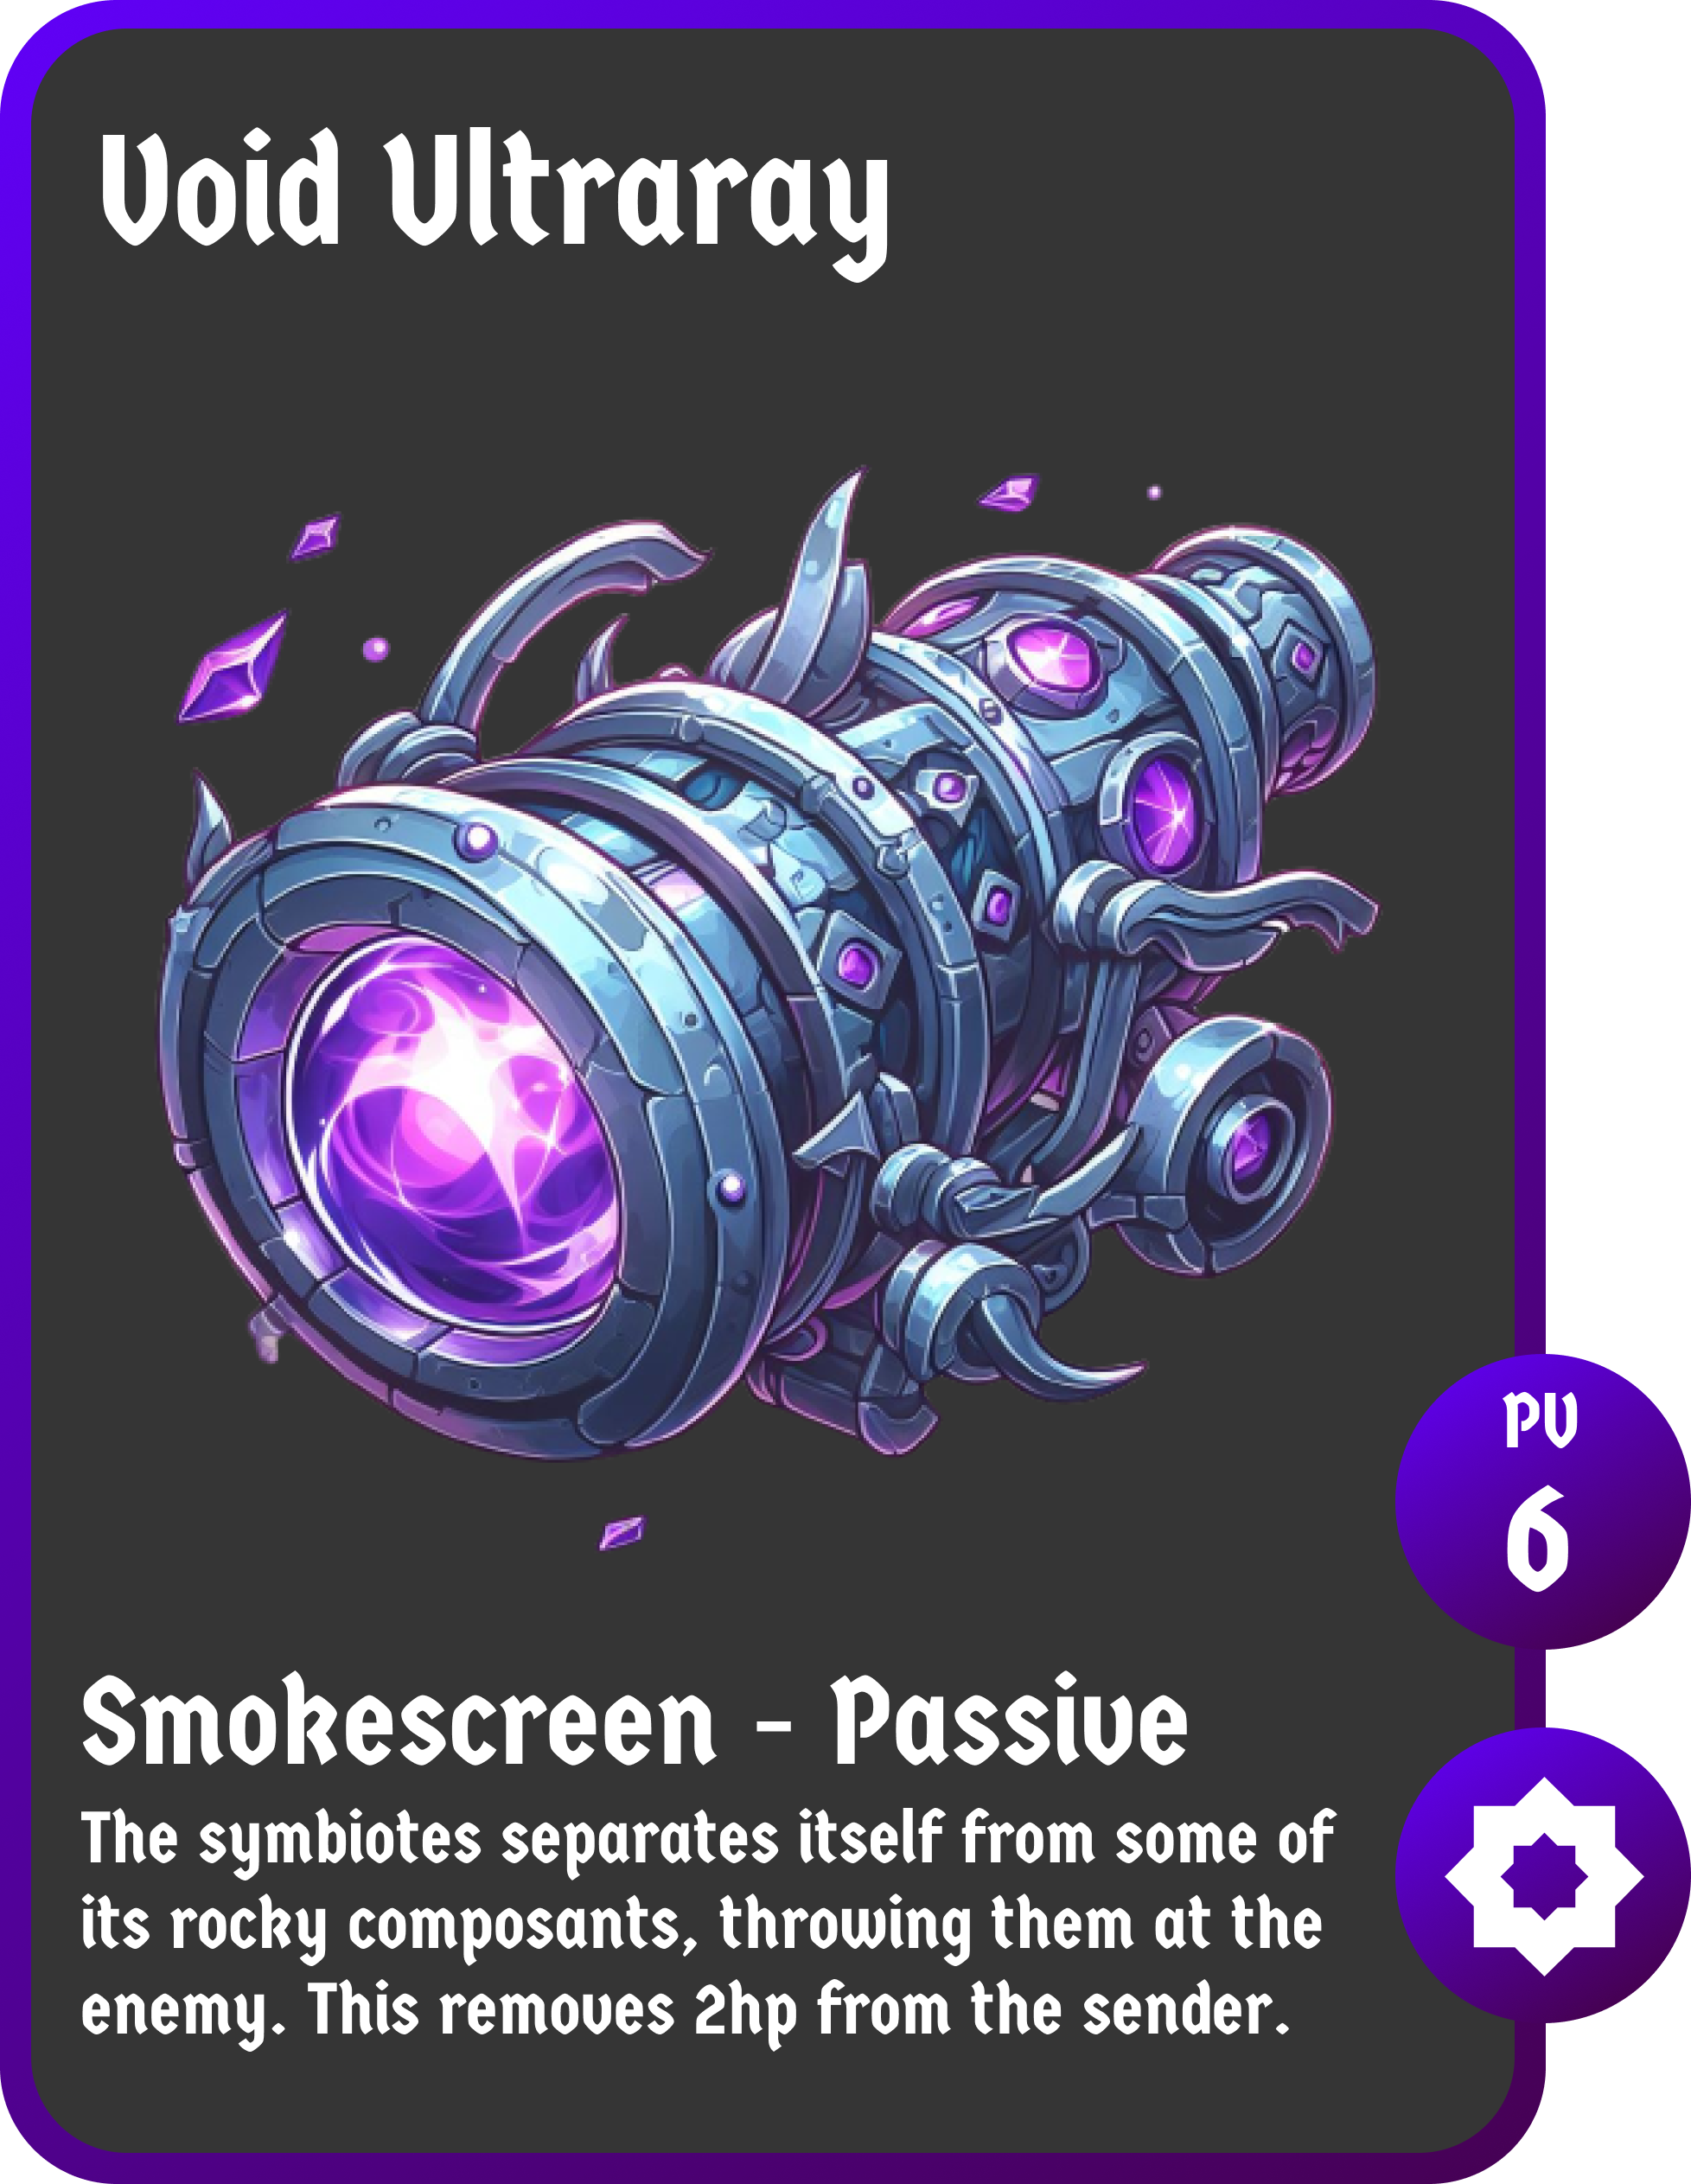 Void Ultraray
PV
6
Smokescreen - Passive
The symbiotes separates itself from some of
its rocky composants, throwing them at the
enemy. This removes 2hp from the sender.